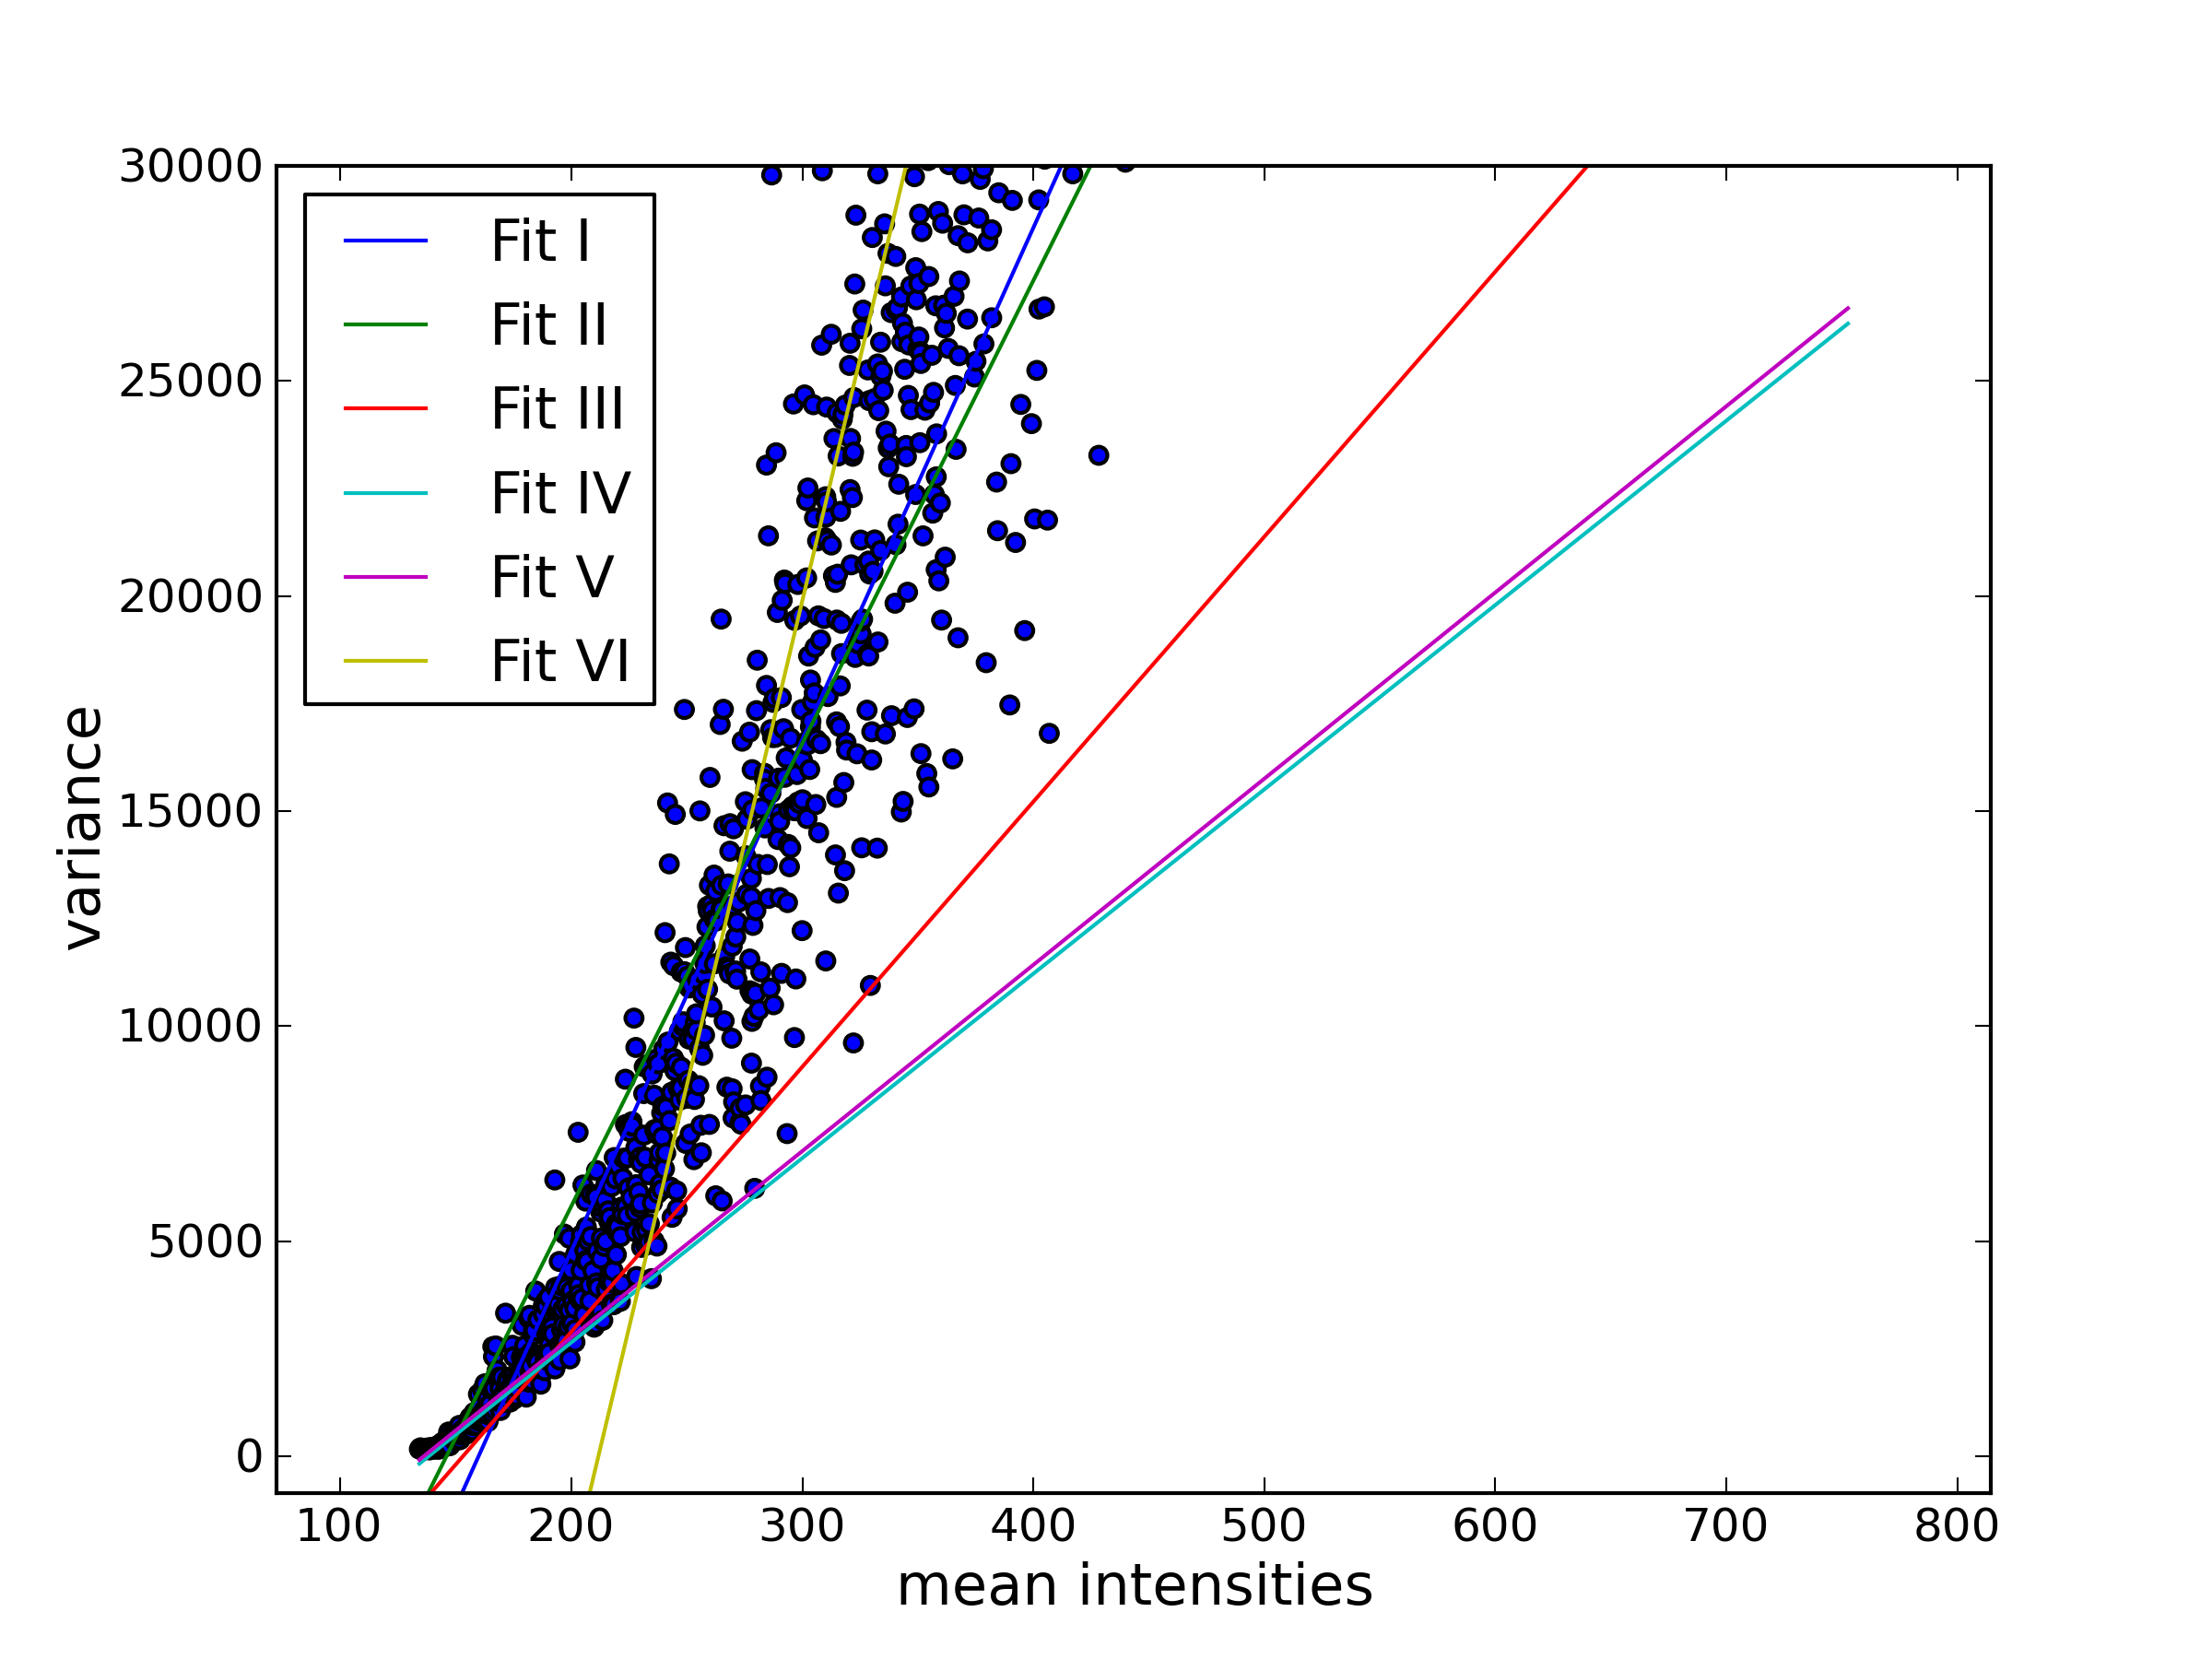 30000
25000
20000
15000
10000
5000
0
variance
Fit I
Fit II
Fit III
Fit IV
Fit V
Fit VI
100 200 300 400 500 600 700 800
mean intensities